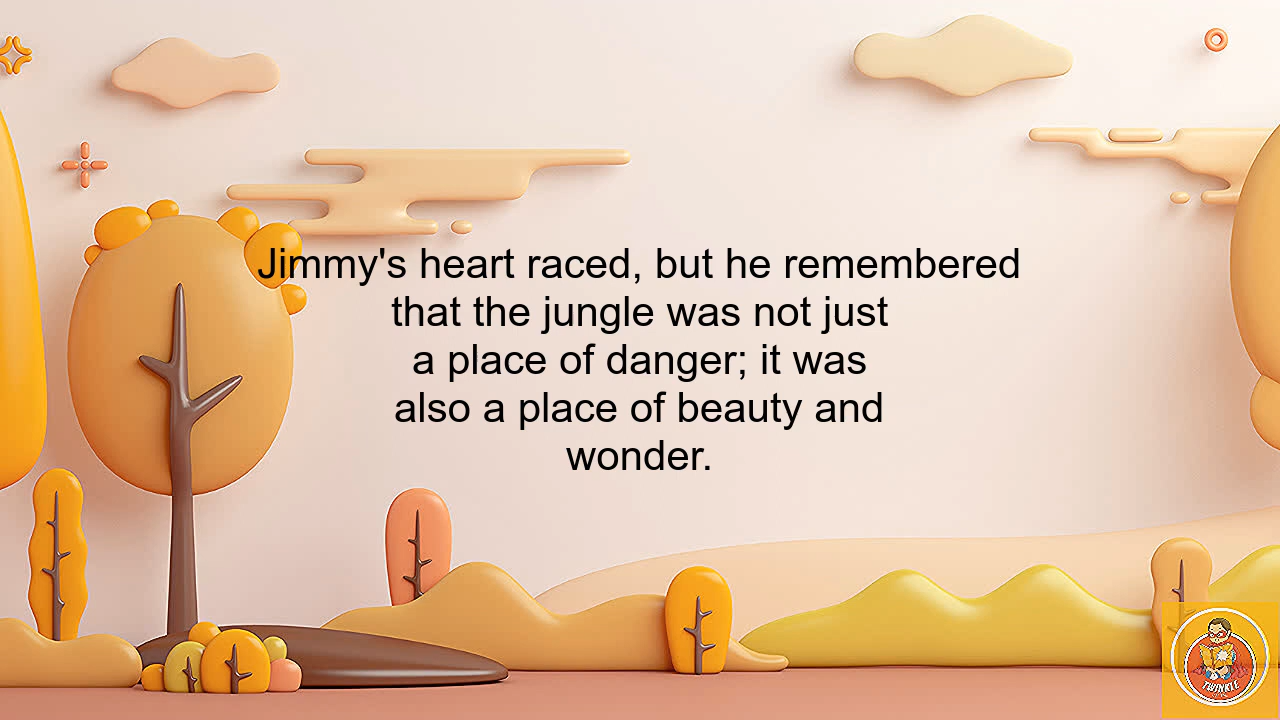 Jimmy's heart raced, but he remembered
that the jungle was not just
a place of danger; it was
also a place of beauty and
wonder.
TWINKLE